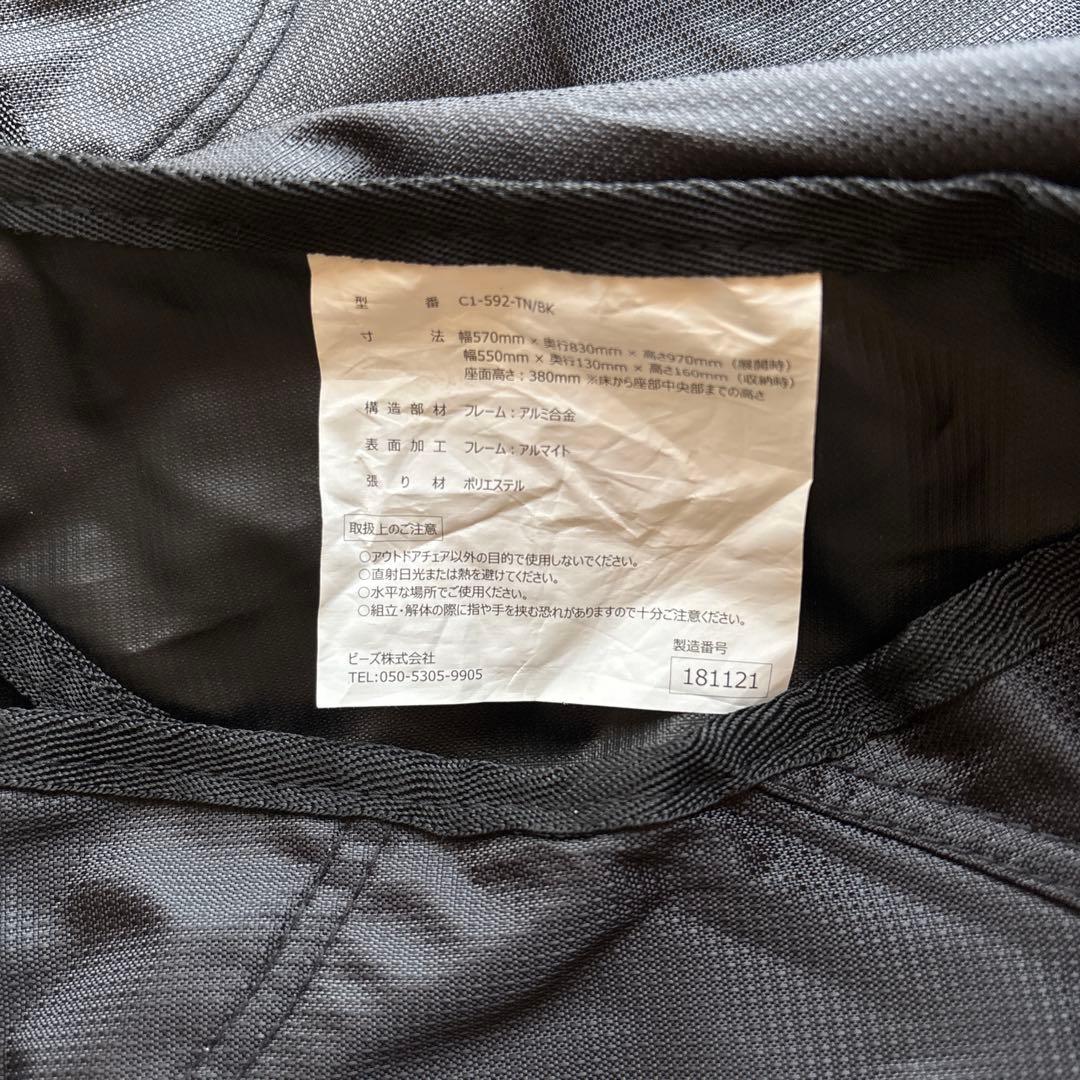 型番 C1-592-TN/BK
寸法 幅570mm × 奥行830mm × 高さ970mm（展開時）
幅550mm × 奥行130mm × 高さ160mm（収納時）
座面高さ：380mm ※床から座部中央部までの高さ
構造部材 フレーム：アルミ合金
表面加工 フレーム：アルマイト
張り材 ポリエステル
取扱上のご注意
○アウトドアチェア以外の目的で使用しないでください。
○直射日光または熱を避けてください。
○水平な場所でご使用ください。
○組立・解体の際に指や手を挟む恐れがありますので十分ご注意ください。
ビーズ株式会社
TEL:050-5305-9905
製造番号
181121